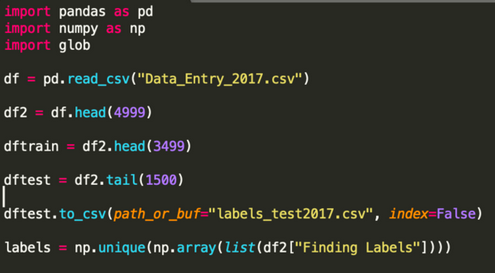 import pandas as pd
import numpy as np
import glob
df = pd.read_csv("Data_Entry_2017.csv")
df2 = df.head(4999)
dftrain = df2.head(3499)
dftest = df2.tail(1500)
dftest.to_csv(path_or_buf="labels_test2017.csv", index=False)
labels = np.unique(np.array(list(df2["Finding Labels"])))